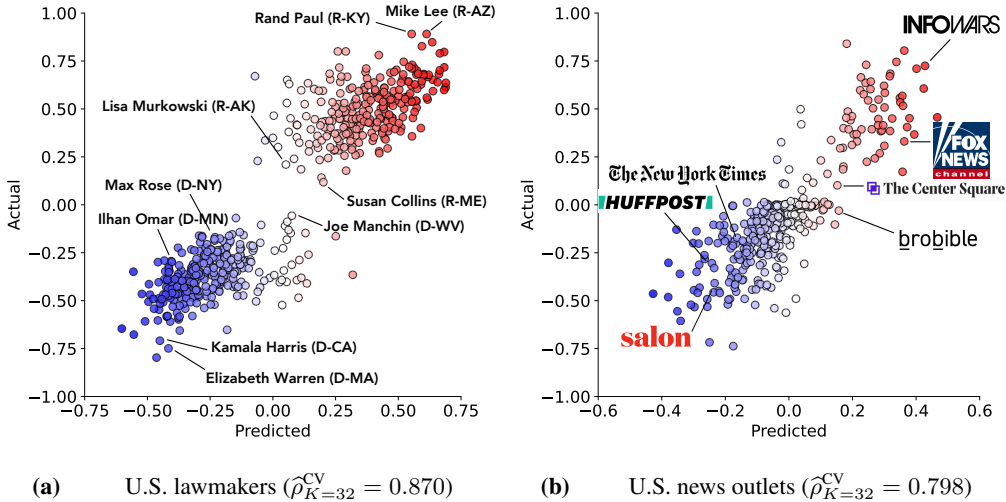 Rand Paul (R-KY)
Mike Lee (R-AZ)
Lisa Murkowski (R-AK)
Max Rose (D-NY)
Susan Collins (R-ME)
Ilhan Omar (D-MN)
Joe Manchin (D-WV)
Kamala Harris (D-CA)
Elizabeth Warren (D-MA)
1.00
0.75
0.50
0.25
0.00
−0.25
−0.50
−0.75
−1.00
Actual
−0.75
−0.50
−0.25
0.00
0.25
0.50
0.75
Predicted
(a) U.S. lawmakers (ρ̂^CV_K=32 = 0.870)
INFOWARS
FOX
NEWS
channel
The New York Times
The Center Square
HUFFPOST
brobible
salon
1.00
0.75
0.50
0.25
0.00
−0.25
−0.50
−0.75
−1.00
Actual
−0.6
−0.4
−0.2
0.0
0.2
0.4
0.6
Predicted
(b) U.S. news outlets (ρ̂^CV_K=32 = 0.798)